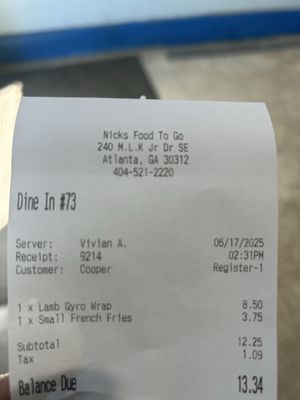 Nicks Food To Go
240 M.L.K Jr Dr SE
Atlanta, GA 30312
404-521-2220
Dine In #73
Server: Vivian A. 06/17/2025
Receipt: 9214 02:31PM
Customer: Cooper Register-1
1 x Lamb Gyro Wrap 8.50
1 x Small French Fries 3.75
Subtotal 12.25
Tax 1.09
Balance Due 13.34